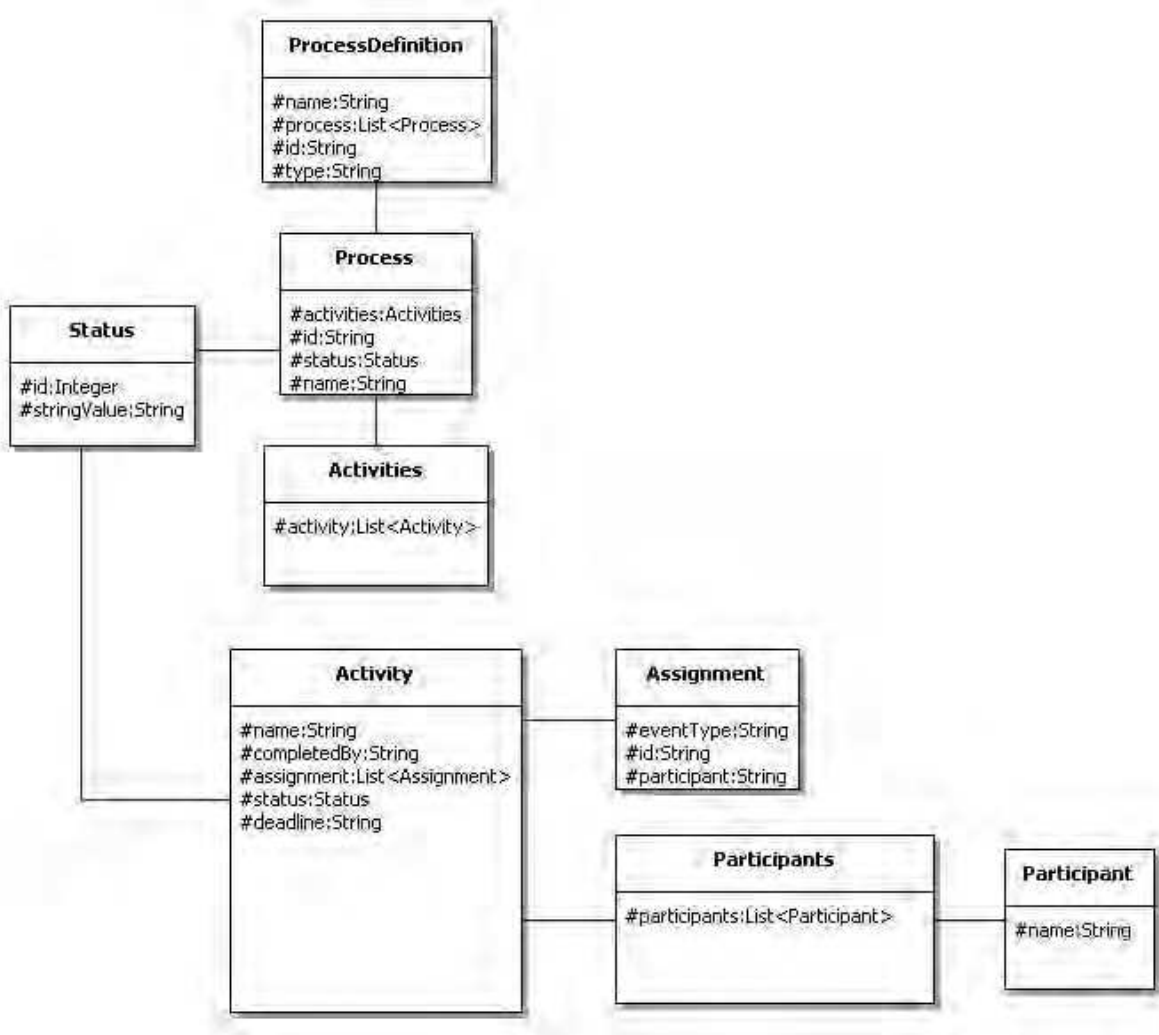 ProcessDefinition
#name:String
#process:List<Process>
#id:String
#type:String
Process
#activities:Activities
#id:String
#status:Status
#name:String
Status
#id:Integer
#stringValue:String
Activities
#activity:List<Activity>
Activity
#name:String
#completedBy:String
#assignment:List<Assignment>
#status:Status
#deadline:String
Assignment
#eventType:String
#id:String
#participant:String
Participants
#participants:List<Participant>
Participant
#name:String